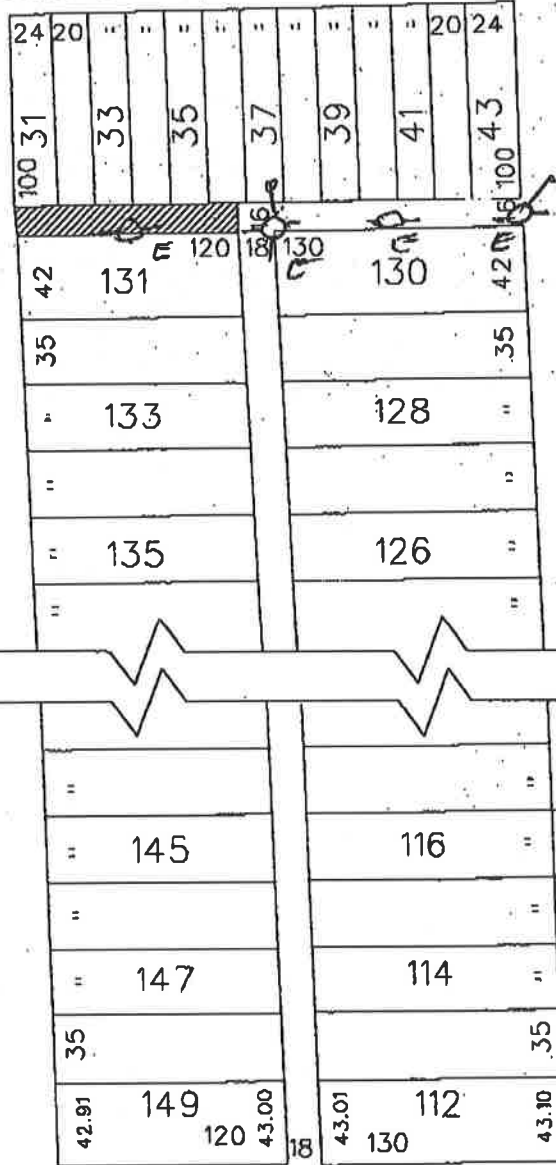 24 20 " " " " " " " " 20 24
31 33 35 37 39 41 43
100 100
16 16
E 120 18 130 E E E
42 131 130 42
35 35
" 133 128 "
" "
" 135 126 "
" "
" "
" 145 116 "
" "
" 147 114 "
35 35
42.91 149 43.00 43.01 112 43.10
120 18 130